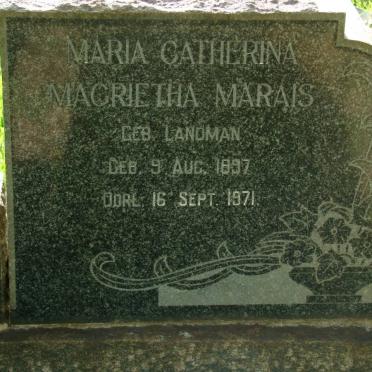 MARIA CATHERINA
MAGRIETHA MARAIS
GEB. LANDMAN
GEB. 9 AUG. 1897
OORL. 16 SEPT. 1971